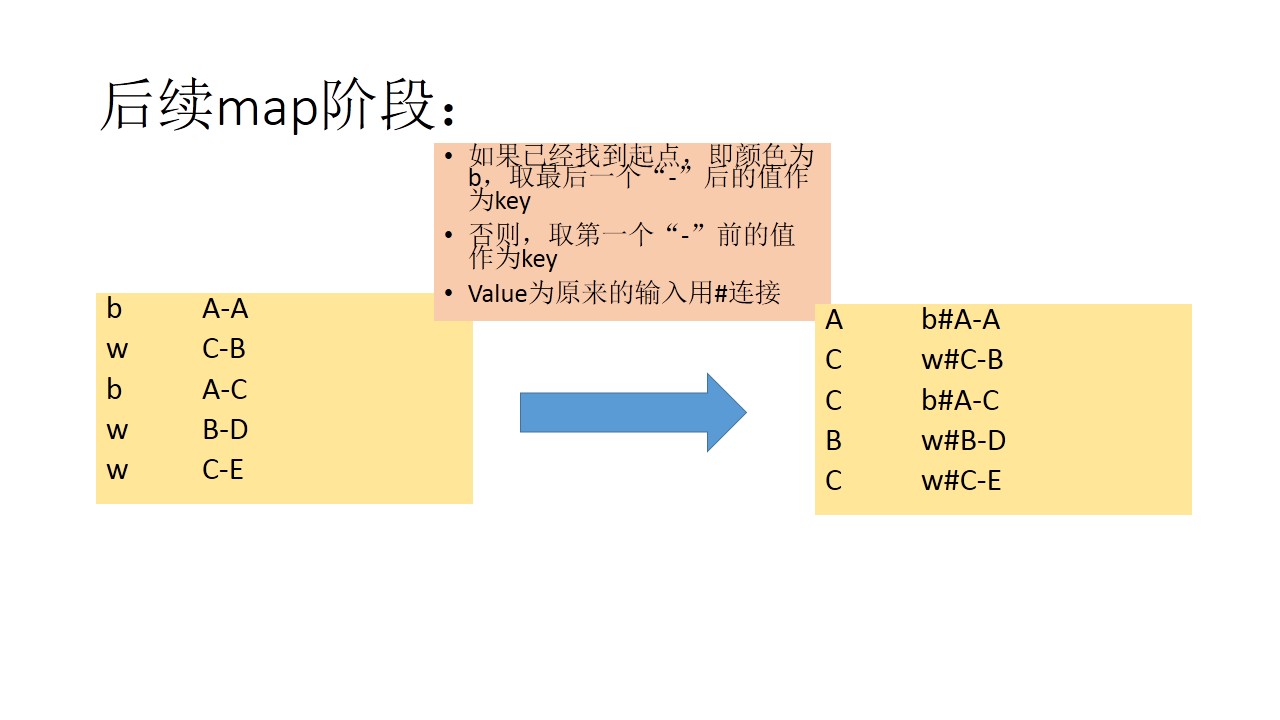 后续map阶段：
• 如果已经找到起点，即颜色为
b，取最后一个“-”后的值作
为key
• 否则，取第一个“-”前的值
作为key
• Value为原来的输入用#连接
b A-A
w C-B
b A-C
w B-D
w C-E
A b#A-A
C w#C-B
C b#A-C
B w#B-D
C w#C-E